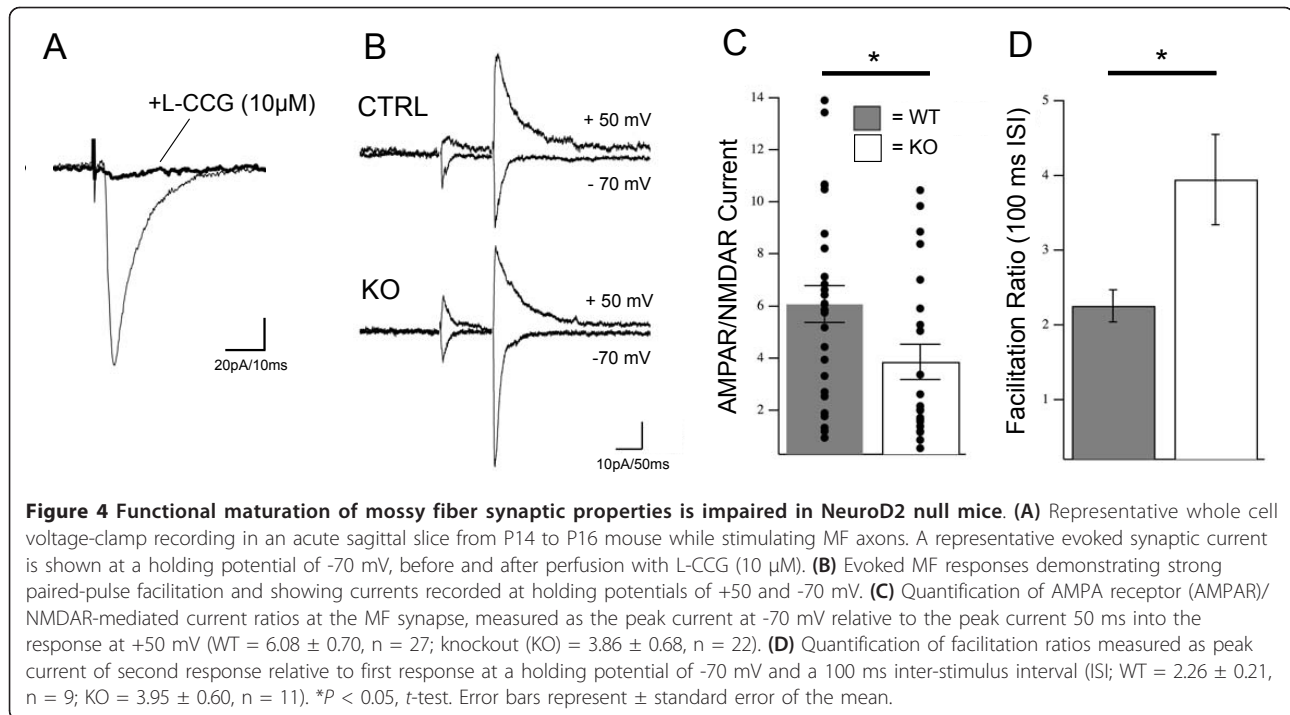 A
+L-CCG (10µM)
20pA/10ms
B
CTRL
+ 50 mV
- 70 mV
KO
+ 50 mV
-70 mV
10pA/50ms
C
*
AMPAR/NMDAR Current
14
12
10
8
6
4
2
= WT
= KO
D
*
Facilitation Ratio (100 ms ISI)
5
4
3
2
1
Figure 4 Functional maturation of mossy fiber synaptic properties is impaired in NeuroD2 null mice. (A) Representative whole cell
voltage-clamp recording in an acute sagittal slice from P14 to P16 mouse while stimulating MF axons. A representative evoked synaptic current
is shown at a holding potential of -70 mV, before and after perfusion with L-CCG (10 μM). (B) Evoked MF responses demonstrating strong
paired-pulse facilitation and showing currents recorded at holding potentials of +50 and -70 mV. (C) Quantification of AMPA receptor (AMPAR)/
NMDAR-mediated current ratios at the MF synapse, measured as the peak current at -70 mV relative to the peak current 50 ms into the
response at +50 mV (WT = 6.08 ± 0.70, n = 27; knockout (KO) = 3.86 ± 0.68, n = 22). (D) Quantification of facilitation ratios measured as peak
current of second response relative to first response at a holding potential of -70 mV and a 100 ms inter-stimulus interval (ISI; WT = 2.26 ± 0.21,
n = 9; KO = 3.95 ± 0.60, n = 11). *P < 0.05, t-test. Error bars represent ± standard error of the mean.